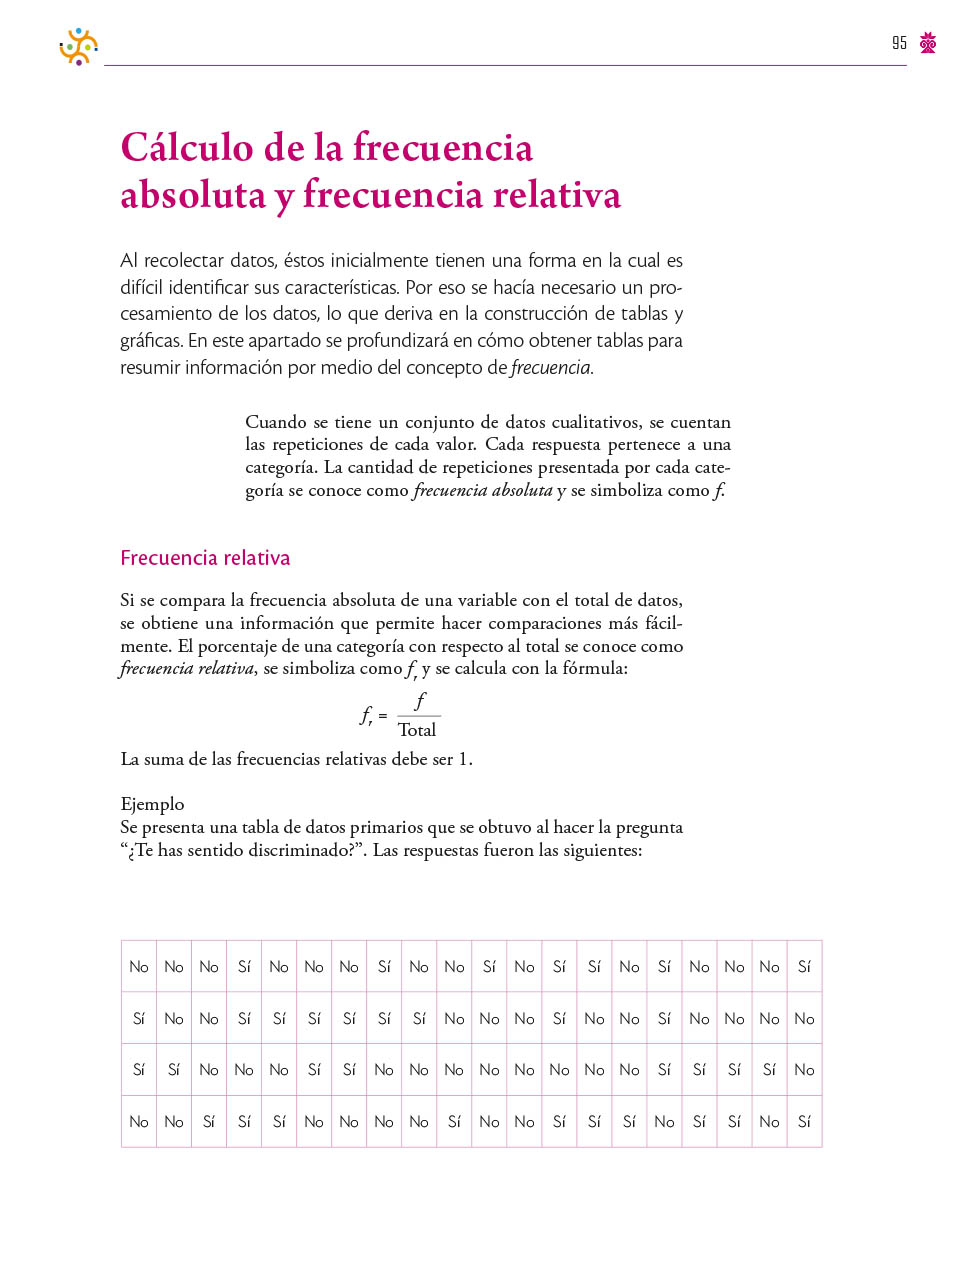 95
Cálculo de la frecuencia
absoluta y frecuencia relativa
Al recolectar datos, éstos inicialmente tienen una forma en la cual es
difícil identificar sus características. Por eso se hacía necesario un pro-
cesamiento de los datos, lo que deriva en la construcción de tablas y
gráficas. En este apartado se profundizará en cómo obtener tablas para
resumir información por medio del concepto de frecuencia.
Cuando se tiene un conjunto de datos cualitativos, se cuentan
las repeticiones de cada valor. Cada respuesta pertenece a una
categoría. La cantidad de repeticiones presentada por cada cate-
goría se conoce como frecuencia absoluta y se simboliza como f.
Frecuencia relativa
Si se compara la frecuencia absoluta de una variable con el total de datos,
se obtiene una información que permite hacer comparaciones más fácil-
mente. El porcentaje de una categoría con respecto al total se conoce como
frecuencia relativa, se simboliza como fr y se calcula con la fórmula:
fr = f
Total
La suma de las frecuencias relativas debe ser 1.
Ejemplo
Se presenta una tabla de datos primarios que se obtuvo al hacer la pregunta
“¿Te has sentido discriminado?”. Las respuestas fueron las siguientes:
No No No Sí No No No Sí No No Sí No Sí Sí No Sí No No No Sí
Sí No No Sí Sí Sí Sí Sí Sí No No No Sí No No Sí No No No No
Sí Sí No No No Sí Sí No No No No No No No No Sí Sí Sí Sí No
No No Sí Sí Sí No No No No Sí No No Sí Sí Sí No Sí Sí No Sí